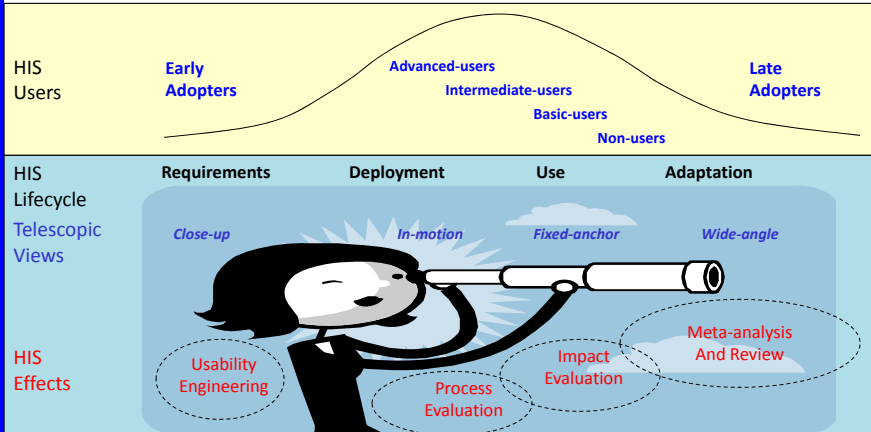 HIS
Users
Early
Adopters
Advanced-users
Intermediate-users
Basic-users
Non-users
Late
Adopters
HIS
Lifecycle
Requirements
Deployment
Use
Adaptation
Telescopic
Views
Close-up
In-motion
Fixed-anchor
Wide-angle
HIS
Effects
Usability
Engineering
Process
Evaluation
Impact
Evaluation
Meta-analysis
And Review